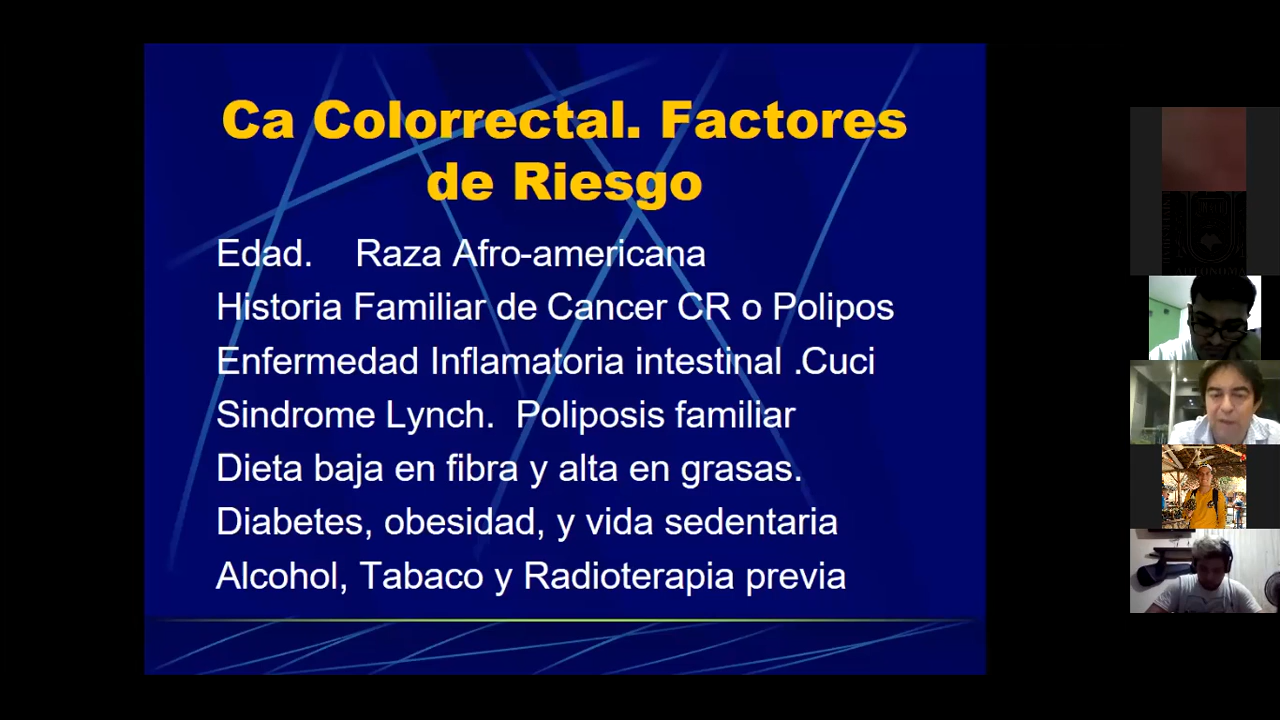 Ca Colorrectal. Factores
de Riesgo
Edad. Raza Afro-americana
Historia Familiar de Cancer CR o Polipos
Enfermedad Inflamatoria intestinal .Cuci
Sindrome Lynch. Poliposis familiar
Dieta baja en fibra y alta en grasas.
Diabetes, obesidad, y vida sedentaria
Alcohol, Tabaco y Radioterapia previa